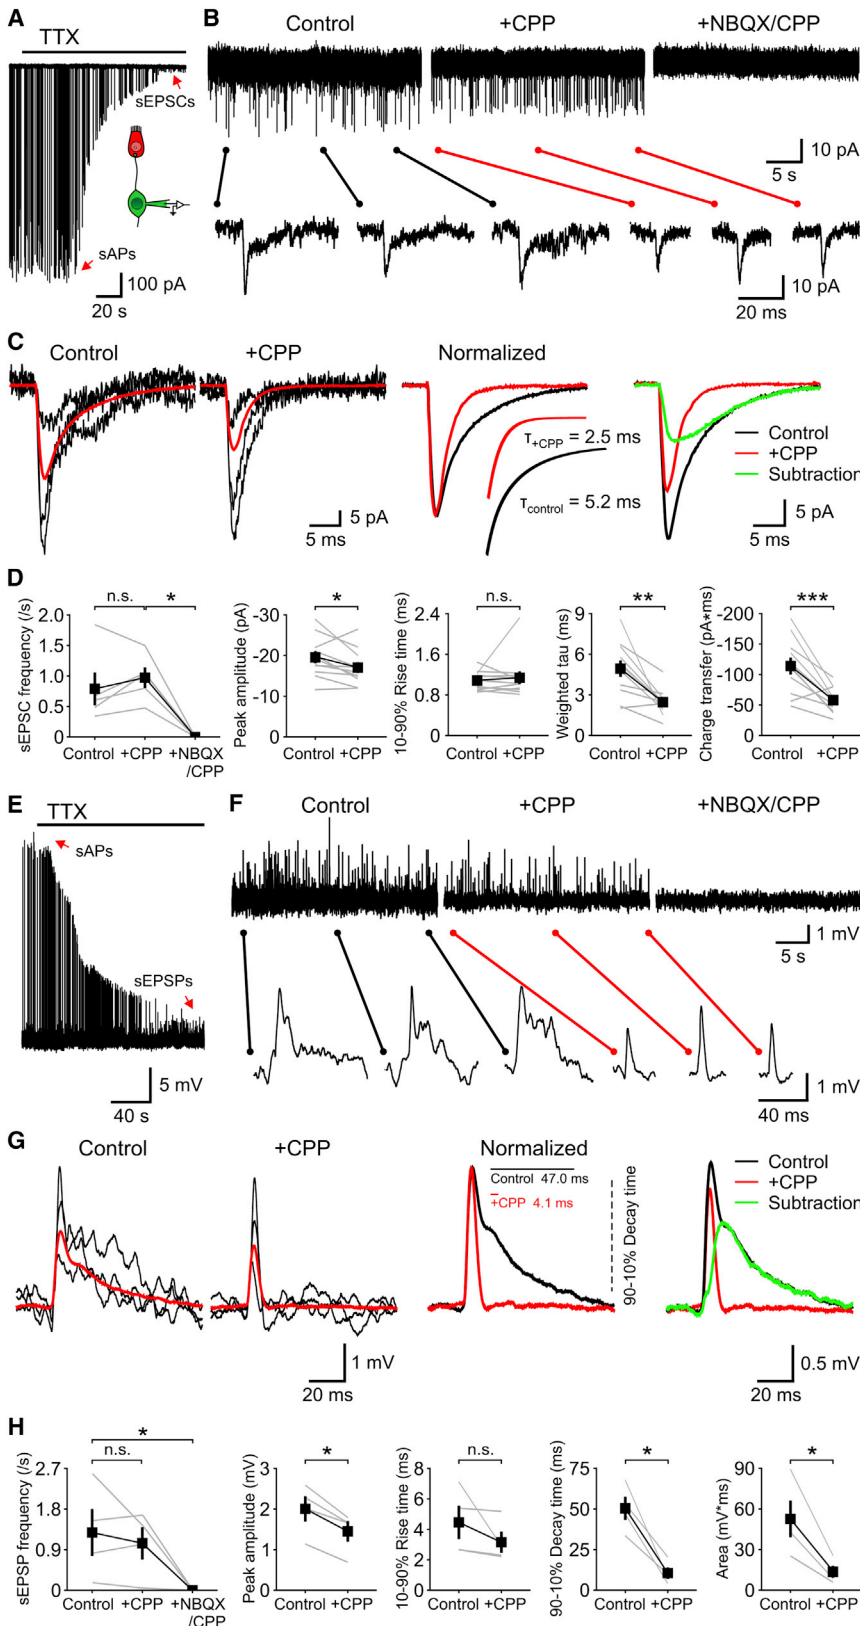 A
TTX
sEPSCs
sAPs
100 pA
20 s
B
Control
+CPP
+NBQX/CPP
10 pA
5 s
10 pA
20 ms
C
Control
+CPP
Normalized
τ+CPP = 2.5 ms
τcontrol = 5.2 ms
Control
+CPP
Subtraction
5 pA
5 ms
5 pA
5 ms
D
n.s.
*
sEPSC frequency (/s)
2.0
1.5
1.0
0.5
0
Control
+CPP
+NBQX
/CPP
*
Peak amplitude (pA)
-30
-20
-10
0
Control +CPP
n.s.
10-90% Rise time (ms)
2.4
1.6
0.8
0
Control +CPP
**
Weighted tau (ms)
9
6
3
0
Control +CPP
***
Charge transfer (pA*ms)
-200
-150
-100
-50
0
Control +CPP
E
TTX
sAPs
sEPSPs
5 mV
40 s
F
Control
+CPP
+NBQX/CPP
1 mV
5 s
1 mV
40 ms
G
Control
+CPP
Normalized
Control 47.0 ms
+CPP 4.1 ms
90-10% Decay time
Control
+CPP
Subtraction
1 mV
20 ms
0.5 mV
20 ms
H
*
n.s.
sEPSP frequency (/s)
2.7
1.8
0.9
0
Control
+CPP
+NBQX
/CPP
*
Peak amplitude (mV)
3
2
1
0
Control +CPP
n.s.
10-90% Rise time (ms)
8
6
4
2
0
Control +CPP
*
90-10% Decay time (ms)
75
50
25
0
Control +CPP
*
Area (mV*ms)
90
60
30
0
Control +CPP